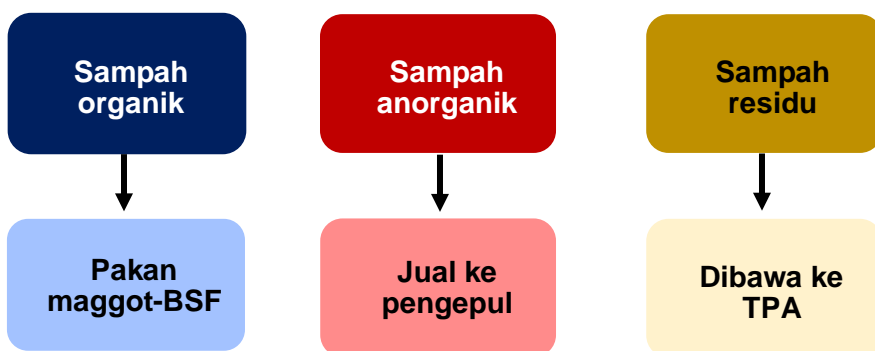 Sampah
organik
Sampah
anorganik
Sampah
residu
Pakan
maggot-BSF
Jual ke
pengepul
Dibawa ke
TPA